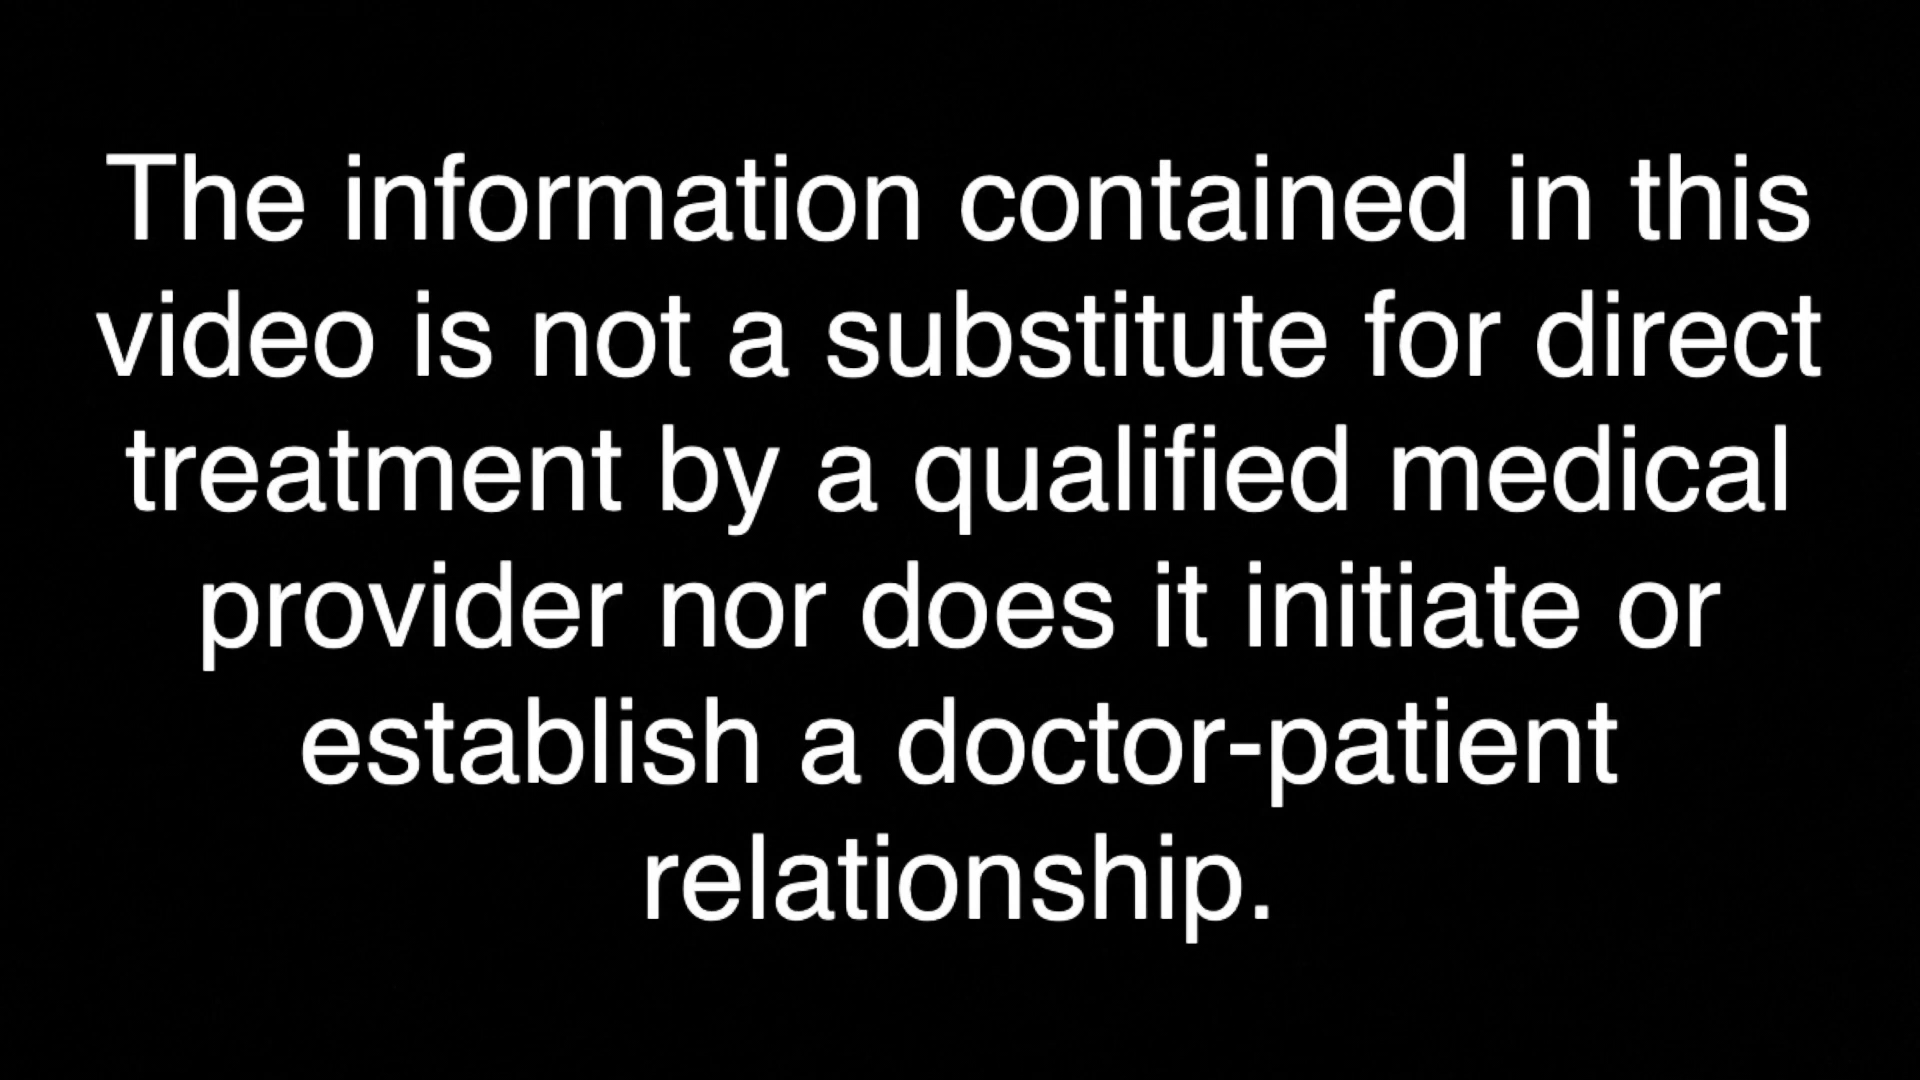 The information contained in this
video is not a substitute for direct
treatment by a qualified medical
provider nor does it initiate or
establish a doctor-patient
relationship.